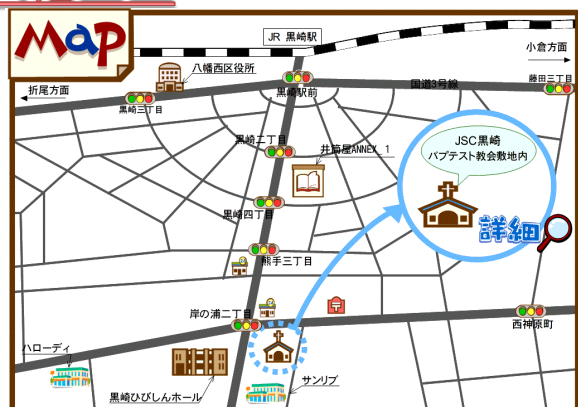 Map
JR 黒崎駅
小倉方面
八幡西区役所
藤田三丁目
折尾方面
黒崎三丁目
黒崎駅前
国道3号線
黒崎二丁目
井筒屋ANNEX_1
JSC黒崎
バプテスト教会敷地内
黒崎四丁目
詳細
熊手三丁目
岸の浦二丁目
西神原町
ハローディ
サンリブ
黒崎ひびしんホール